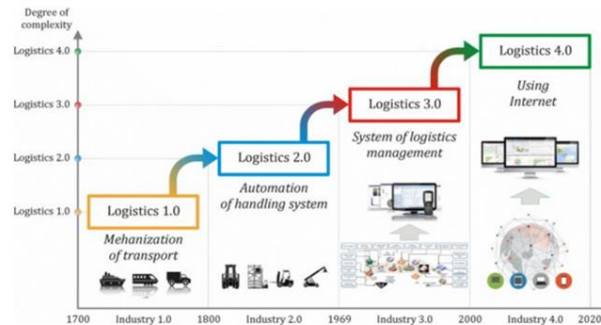 Degree of
complexity
Logistics 4.0
Logistics 3.0
Logistics 2.0
Logistics 1.0
Logistics 4.0
Using
Internet
Logistics 3.0
System of logistics
management
Logistics 2.0
Automation
of handling system
Logistics 1.0
Mehanization
of transport
1700 Industry 1.0 1800 Industry 2.0 1969 Industry 3.0 2000 Industry 4.0 2020